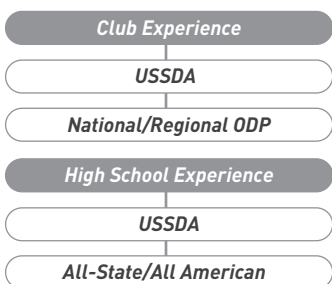 Club Experience
USSDA
National/Regional ODP
High School Experience
USSDA
All-State/All American